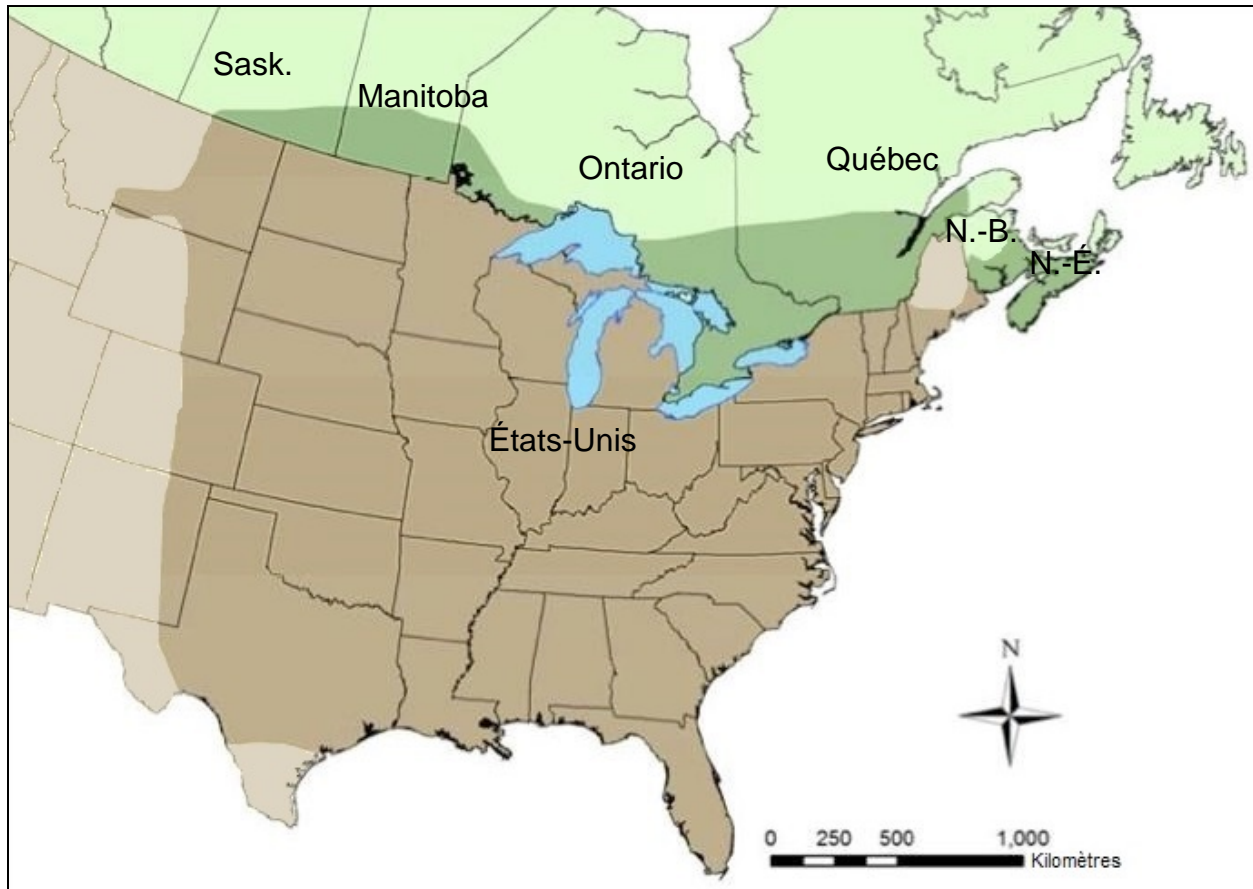 Sask.
Manitoba
Ontario
Québec
N.-B.
N.-É.
États-Unis
N
0 250 500 1,000
Kilomètres